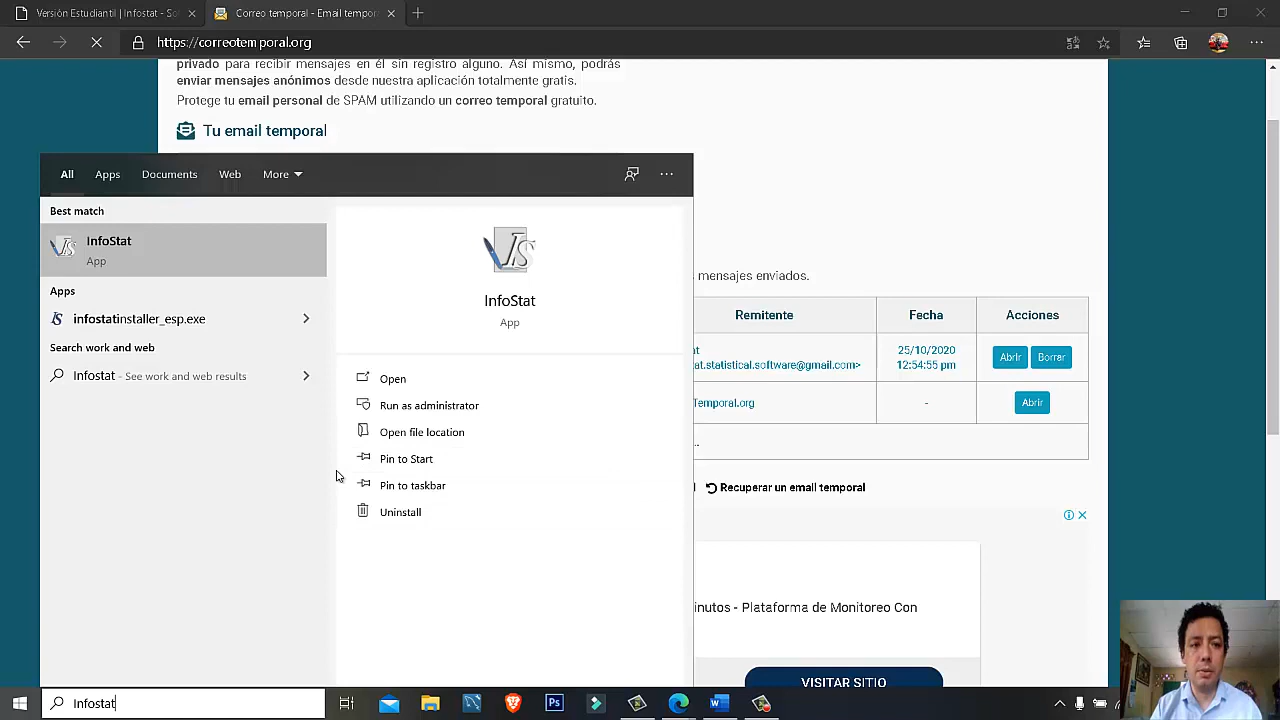 Versión Estudiantil | Infostat - So
Correo temporal - Email tempora
https://correotemporal.org
privado para recibir mensajes en él sin registro alguno. Así mismo, podrás
enviar mensajes anónimos desde nuestra aplicación totalmente gratis.
Protege tu email personal de SPAM utilizando un correo temporal gratuito.
Tu email temporal
All Apps Documents Web More
Best match
InfoStat
App
Apps
infostatinstaller_esp.exe
Search work and web
Infostat - See work and web results
InfoStat
App
Open
Run as administrator
Open file location
Pin to Start
Pin to taskbar
Uninstall
mensajes enviados.
Remitente Fecha Acciones
at
at.statistical.software@gmail.com>
25/10/2020
12:54:55 pm
Abrir Borrar
Temporal.org - Abrir
..
Recuperar un email temporal
inutos - Plataforma de Monitoreo Con
VISITAR SITIO
Infostat